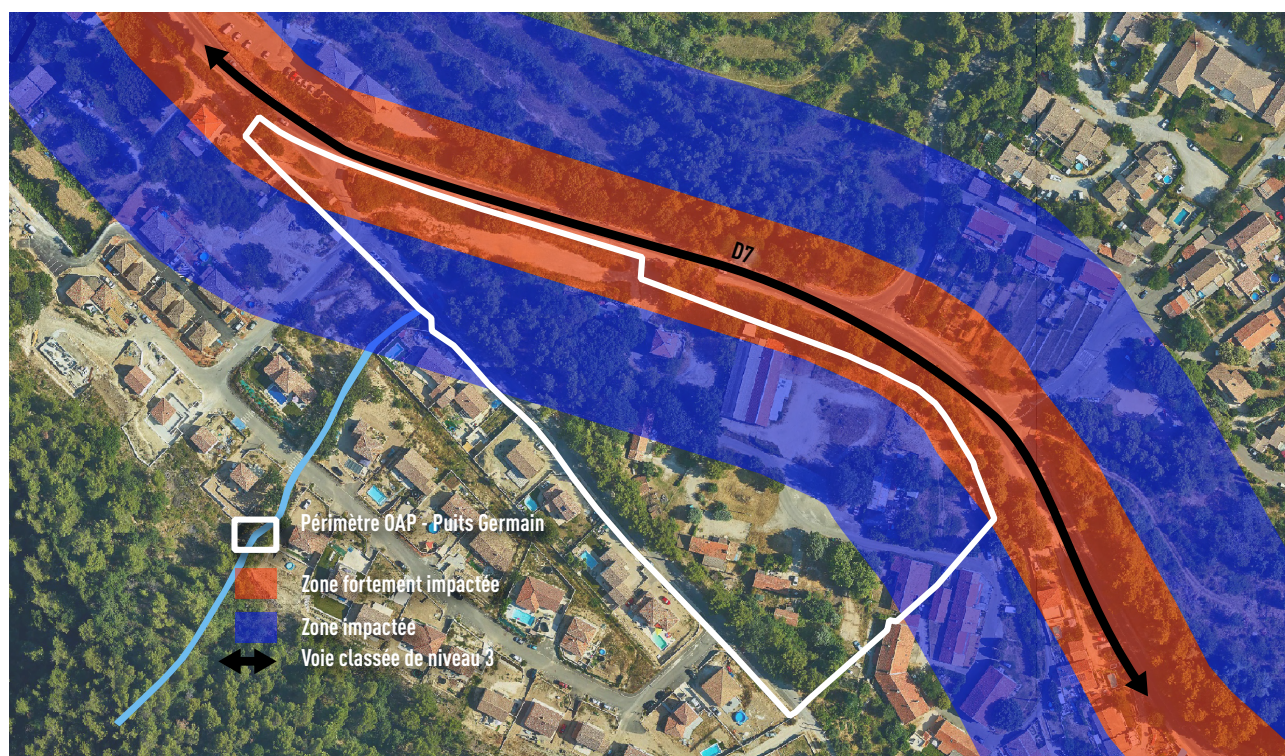 D7
Périmètre OAP - Puits Germain
Zone fortement impactée
Zone impactée
Voie classée de niveau 3